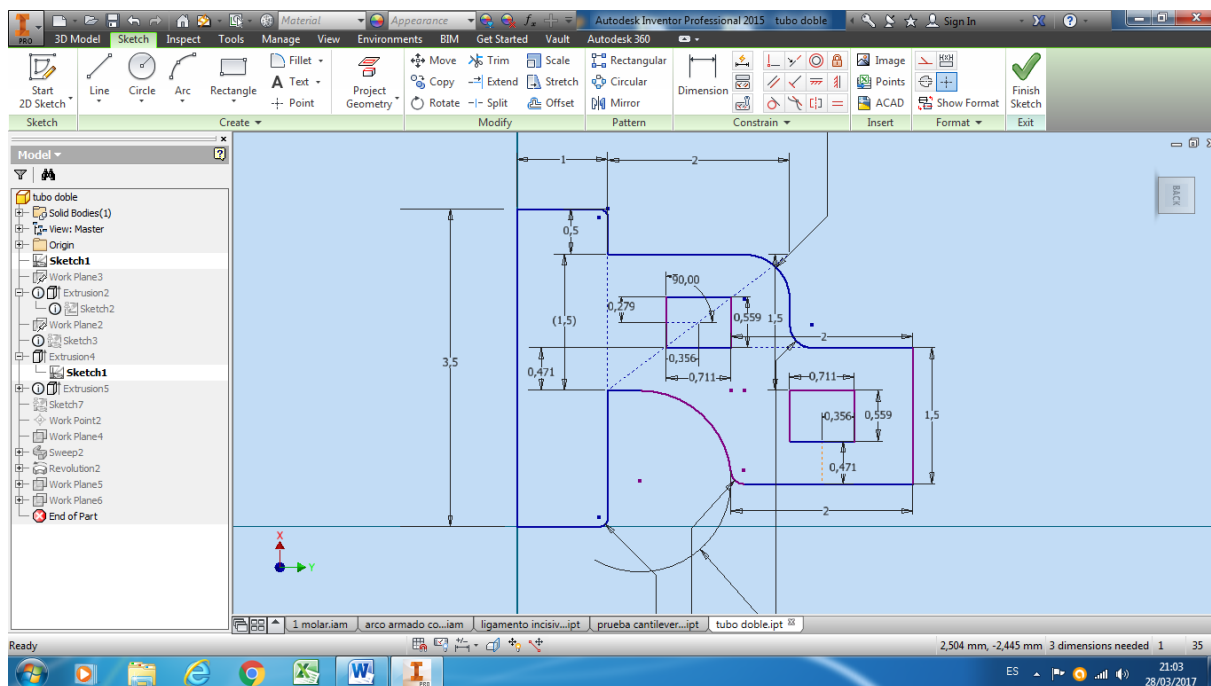 Material
Appearance
Autodesk Inventor Professional 2015 tubo doble
Sign In
PRO
3D Model Sketch Inspect Tools Manage View Environments BIM Get Started Vault Autodesk 360
Start
2D Sketch
Line
Circle
Arc
Rectangle
Fillet
Text
Point
Project
Geometry
Move
Copy
Rotate
Trim
Extend
Split
Scale
Stretch
Offset
Rectangular
Circular
Mirror
Dimension
Image
Points
ACAD
Show Format
Finish
Sketch
Sketch
Create
Modify
Pattern
Constrain
Insert
Format
Exit
Model
tubo doble
Solid Bodies(1)
View: Master
Origin
Sketch1
Work Plane3
Extrusion2
Sketch2
Work Plane2
Sketch3
Extrusion4
Sketch1
Extrusion5
Sketch7
Work Point2
Work Plane4
Sweep2
Revolution2
Work Plane5
Work Plane6
End of Part
BACK
1
2
0,5
90,00
0,279
(1,5)
0,559
1,5
2
3,5
0,356
0,471
0,711
0,711
0,356
0,559
1,5
0,471
2
X
Y
1 molar.iam
arco armado co...iam
ligamento incisiv...ipt
prueba cantilever...ipt
tubo doble.ipt
Ready
2,504 mm, -2,445 mm 3 dimensions needed 1 35
PRO
ES
21:03
28/03/2017